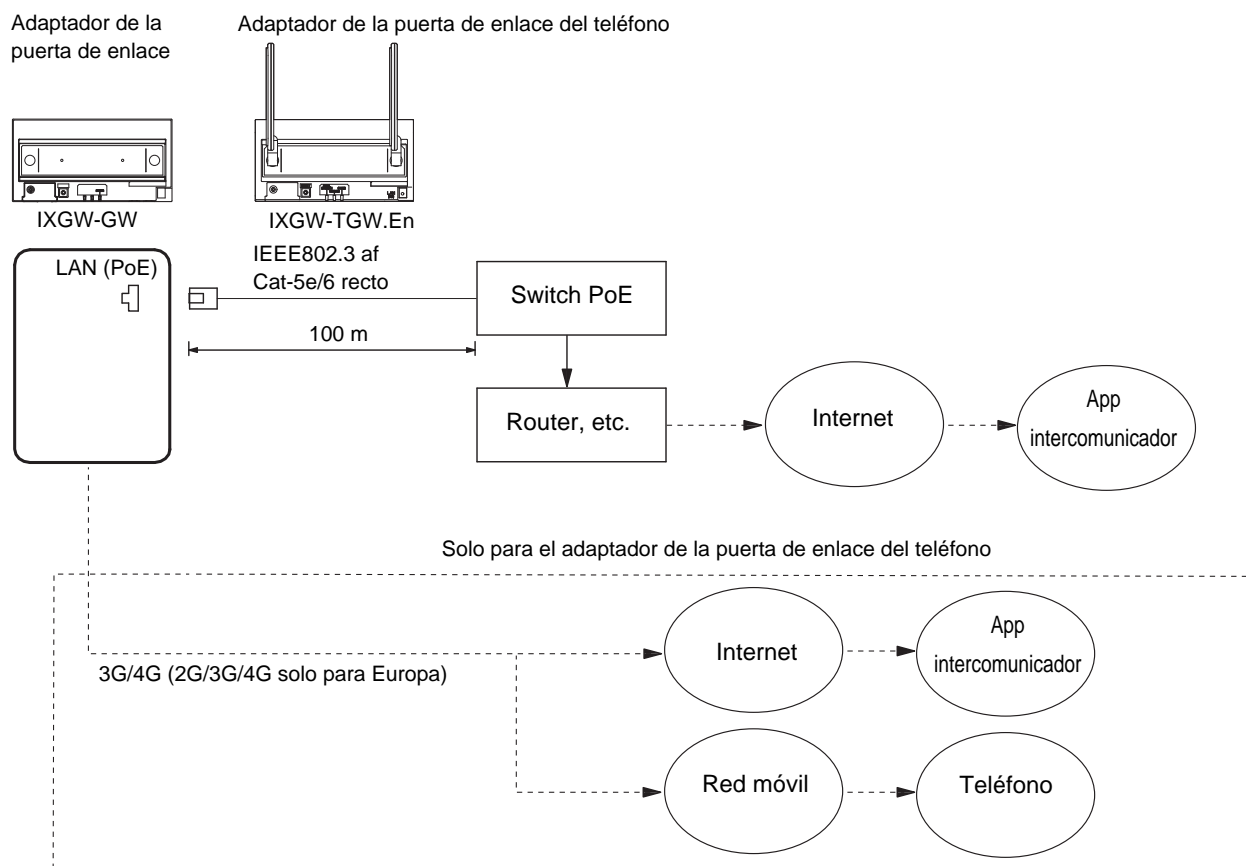 Adaptador de la
puerta de enlace
Adaptador de la puerta de enlace del teléfono
IXGW-GW
IXGW-TGW.En
LAN (PoE)
IEEE802.3 af
Cat-5e/6 recto
100 m
Switch PoE
Router, etc.
Internet
App
intercomunicador
Solo para el adaptador de la puerta de enlace del teléfono
3G/4G (2G/3G/4G solo para Europa)
Internet
App
intercomunicador
Red móvil
Teléfono